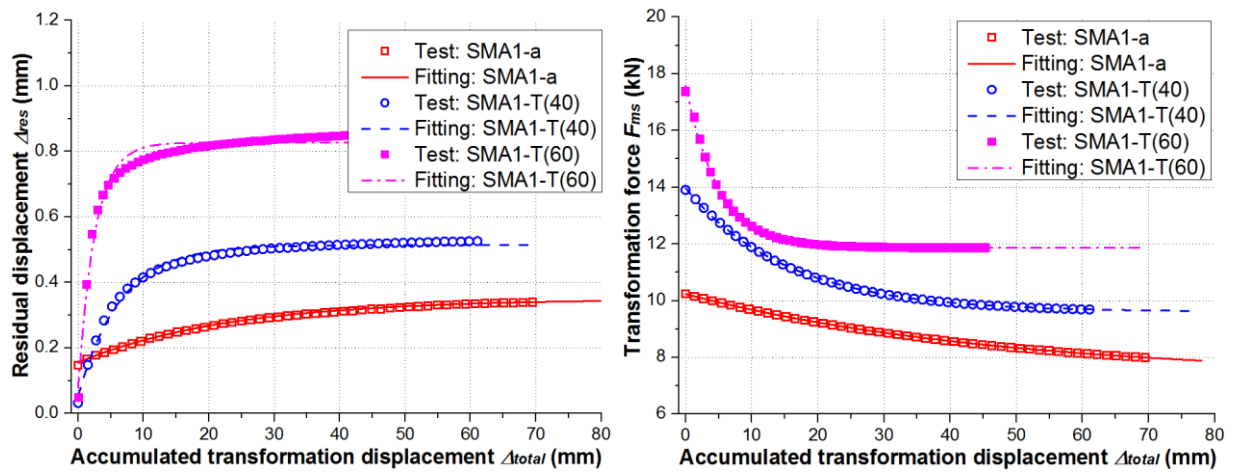 Residual displacement Δres (mm)
1.2
1.0
0.8
0.6
0.4
0.2
0.0
Test: SMA1-a
Fitting: SMA1-a
Test: SMA1-T(40)
Fitting: SMA1-T(40)
Test: SMA1-T(60)
Fitting: SMA1-T(60)
0 10 20 30 40 50 60 70 80
Accumulated transformation displacement Δtotal (mm)
Transformation force Fms (kN)
20
18
16
14
12
10
8
6
Test: SMA1-a
Fitting: SMA1-a
Test: SMA1-T(40)
Fitting: SMA1-T(40)
Test: SMA1-T(60)
Fitting: SMA1-T(60)
0 10 20 30 40 50 60 70 80
Accumulated transformation displacement Δtotal (mm)